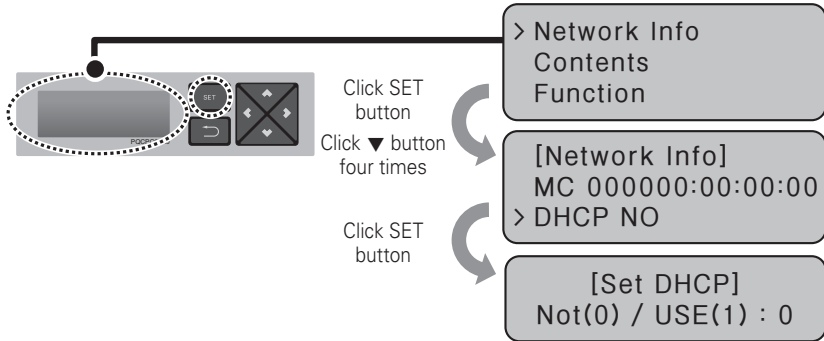 > Network Info
Contents
Function
SET
Click SET
button
Click ▼ button
four times
[Network Info]
MC 000000:00:00:00
> DHCP NO
Click SET
button
[Set DHCP]
Not(0) / USE(1) : 0